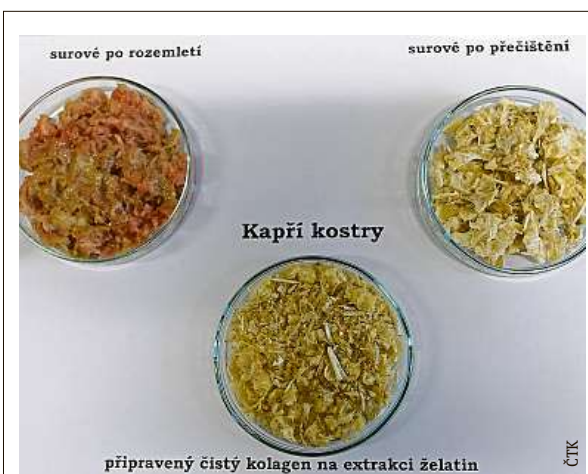 surové po rozemletí
surové po přečištění
Kapří kostry
připravený čistý kolagen na extrakci želatin
ČTK